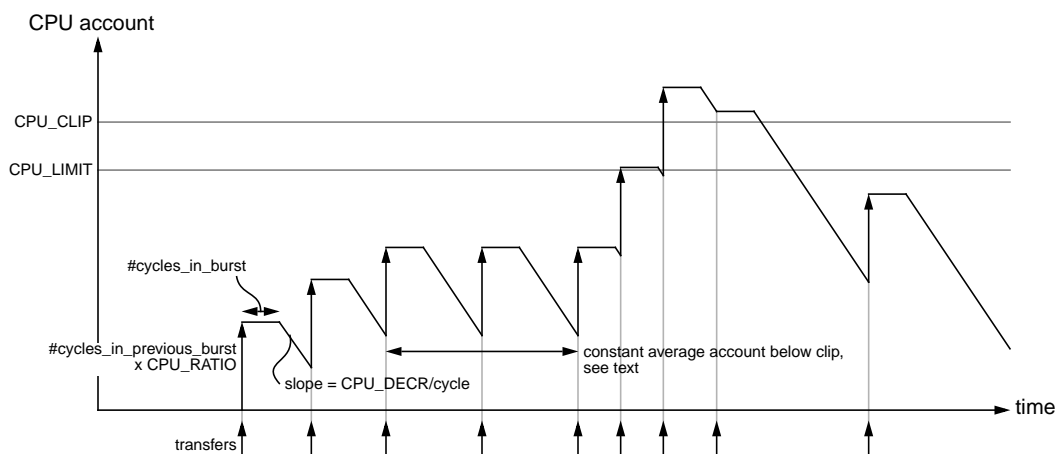 CPU account
CPU_CLIP
CPU_LIMIT
#cycles_in_burst
#cycles_in_previous_burst
x CPU_RATIO
slope = CPU_DECR/cycle
constant average account below clip,
see text
time
transfers